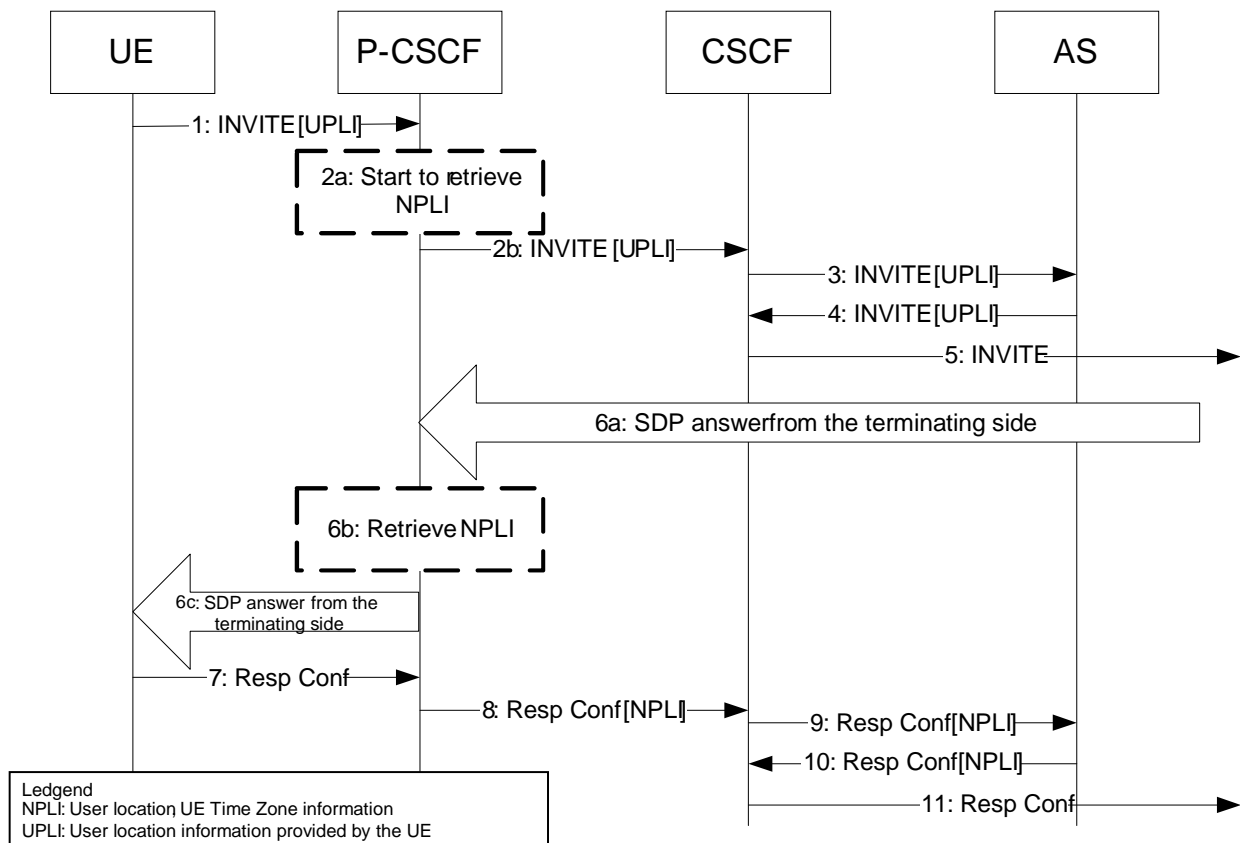 UE
P-CSCF
CSCF
AS
1: INVITE[UPLI]
2a: Start to retrieve
NPLI
2b: INVITE [UPLI]
3: INVITE[UPLI]
4: INVITE[UPLI]
5: INVITE
6a: SDP answerfrom the terminating side
6b: Retrieve NPLI
6c: SDP answer from the
terminating side
7: Resp Conf
8: Resp Conf[NPLI]
9: Resp Conf[NPLI]
10: Resp Conf[NPLI]
11: Resp Conf
Ledgend
NPLI: User location, UE Time Zone information
UPLI: User location information provided by the UE